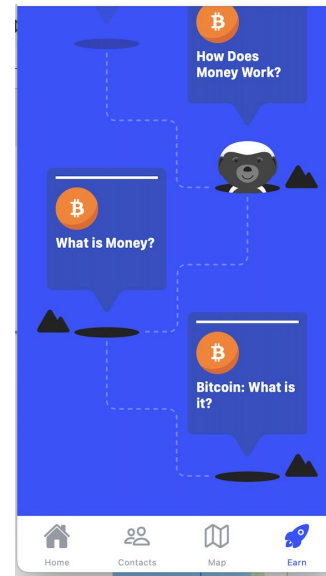 How Does
Money Work?
What is Money?
Bitcoin: What is
it?
Home
Contacts
Map
Earn